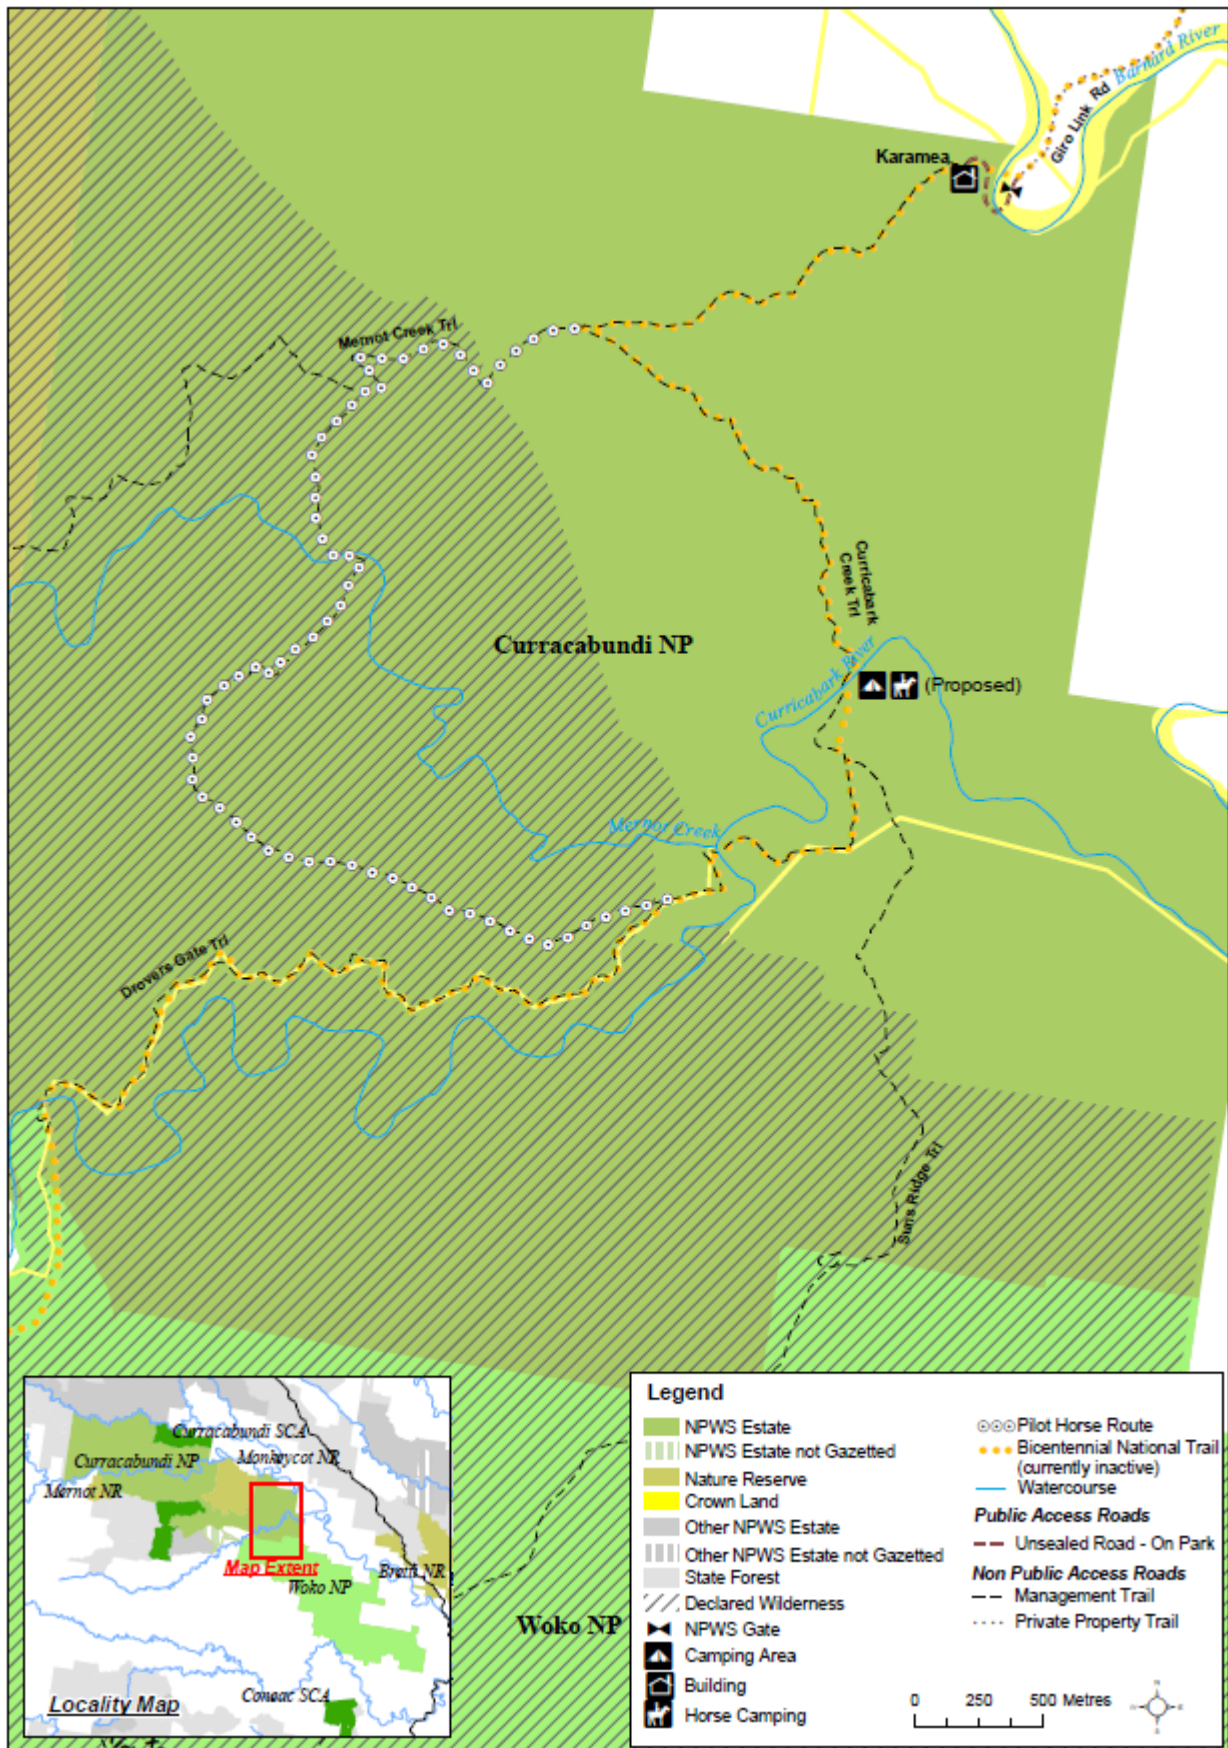 Barnard River
Giro Link Rd
Karamea
Mernot Creek Trl
Curricabark
Creek Trl
Curracabundi NP
Curricabark River
(Proposed)
Mernot Creek
Drovers Gate Trl
Suns Ridge Trl
Woko NP
Curracabundi SCA
Curracabundi NP
Monkeycot NR
Mernot NR
Map Extent
Woko NP
Bretti NR
Coneac SCA
Locality Map
Legend
NPWS Estate
NPWS Estate not Gazetted
Nature Reserve
Crown Land
Other NPWS Estate
Other NPWS Estate not Gazetted
State Forest
Declared Wilderness
NPWS Gate
Camping Area
Building
Horse Camping
Pilot Horse Route
Bicentennial National Trail
(currently inactive)
Watercourse
Public Access Roads
Unsealed Road - On Park
Non Public Access Roads
Management Trail
Private Property Trail
0 250 500 Metres
N
E
S
W